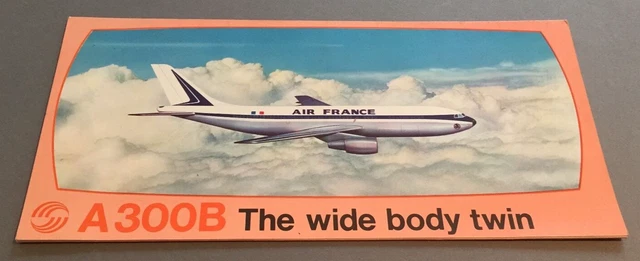 AIR FRANCE
A300B The wide body twin